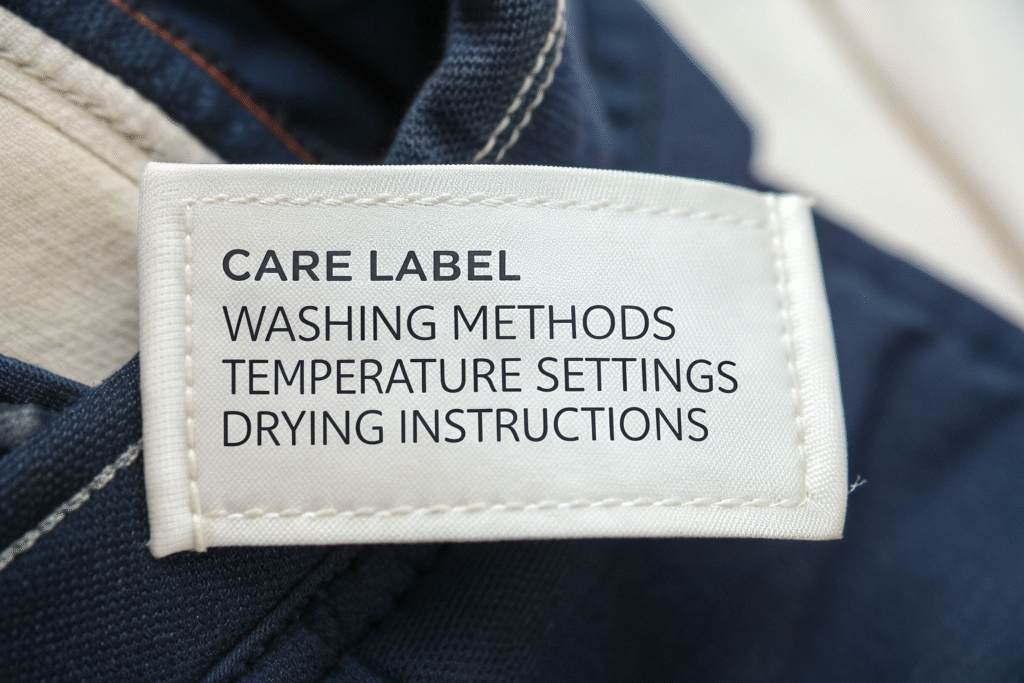 CARE LABEL
WASHING METHODS
TEMPERATURE SETTINGS
DRYING INSTRUCTIONS